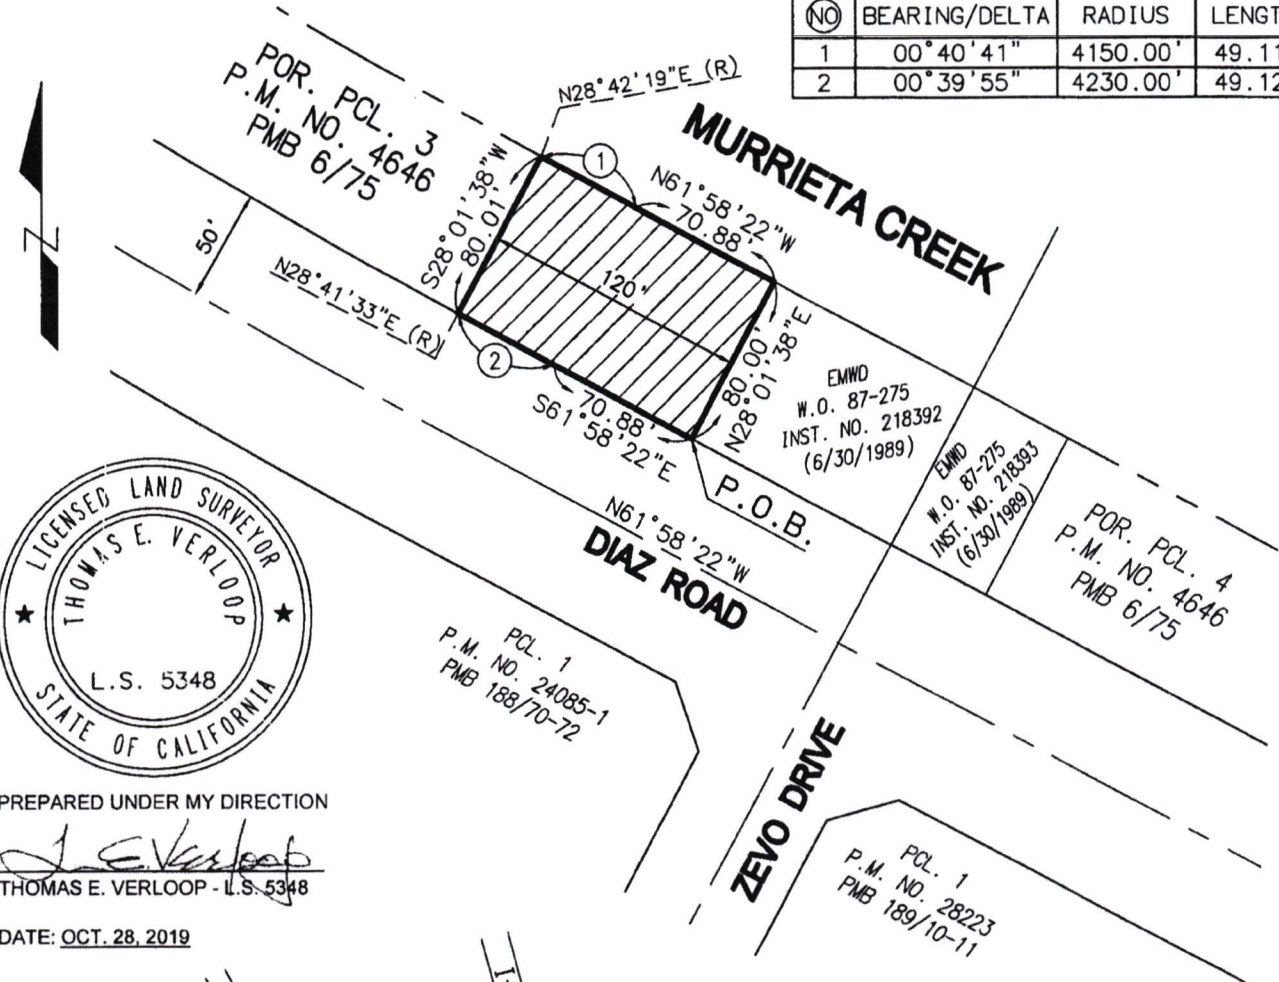 NO BEARING/DELTA RADIUS LENGT
1 00°40'41" 4150.00' 49.11
2 00°39'55" 4230.00' 49.12
POR. PCL. 3
P.M. NO. 4646
PMB 6/75
N28°42'19"E (R)
MURRIETA CREEK
1
N61°58'22"W
70.88'
S28°01'38"W
80.01'
120'
50'
N28°41'33"E (R)
2
70.88'
S61°58'22"E
80.00'
N28°01'38"E
EMWD
W.O. 87-275
INST. NO. 218392
(6/30/1989)
EMWD
W.O. 87-275
INST. NO. 218393
(6/30/1989)
P.O.B.
POR. PCL. 4
P.M. NO. 4646
PMB 6/75
N61°58'22"W
DIAZ ROAD
PCL. 1
P.M. NO. 24085-1
PMB 188/70-72
ZEVO DRIVE
PCL. 1
P.M. NO. 28223
PMB 189/10-11
LICENSED LAND SURVEYOR
THOMAS E. VERLOOP
L.S. 5348
STATE OF CALIFORNIA
PREPARED UNDER MY DIRECTION
THOMAS E. VERLOOP - L.S. 5348
DATE: OCT. 28, 2019